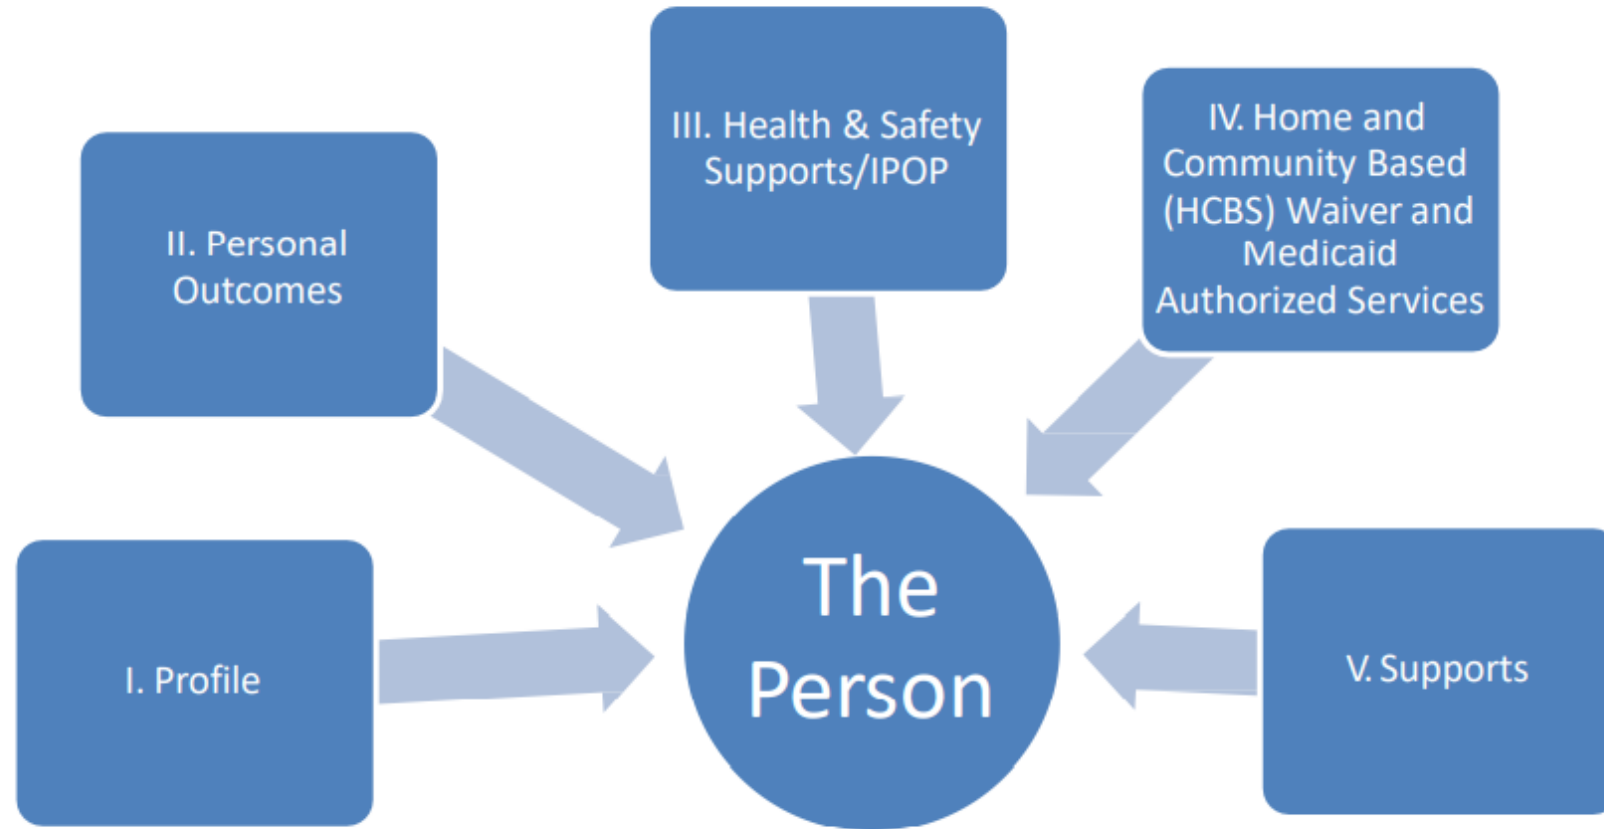 I. Profile
II. Personal
Outcomes
III. Health & Safety
Supports/IPOP
IV. Home and
Community Based
(HCBS) Waiver and
Medicaid
Authorized Services
V. Supports
The
Person